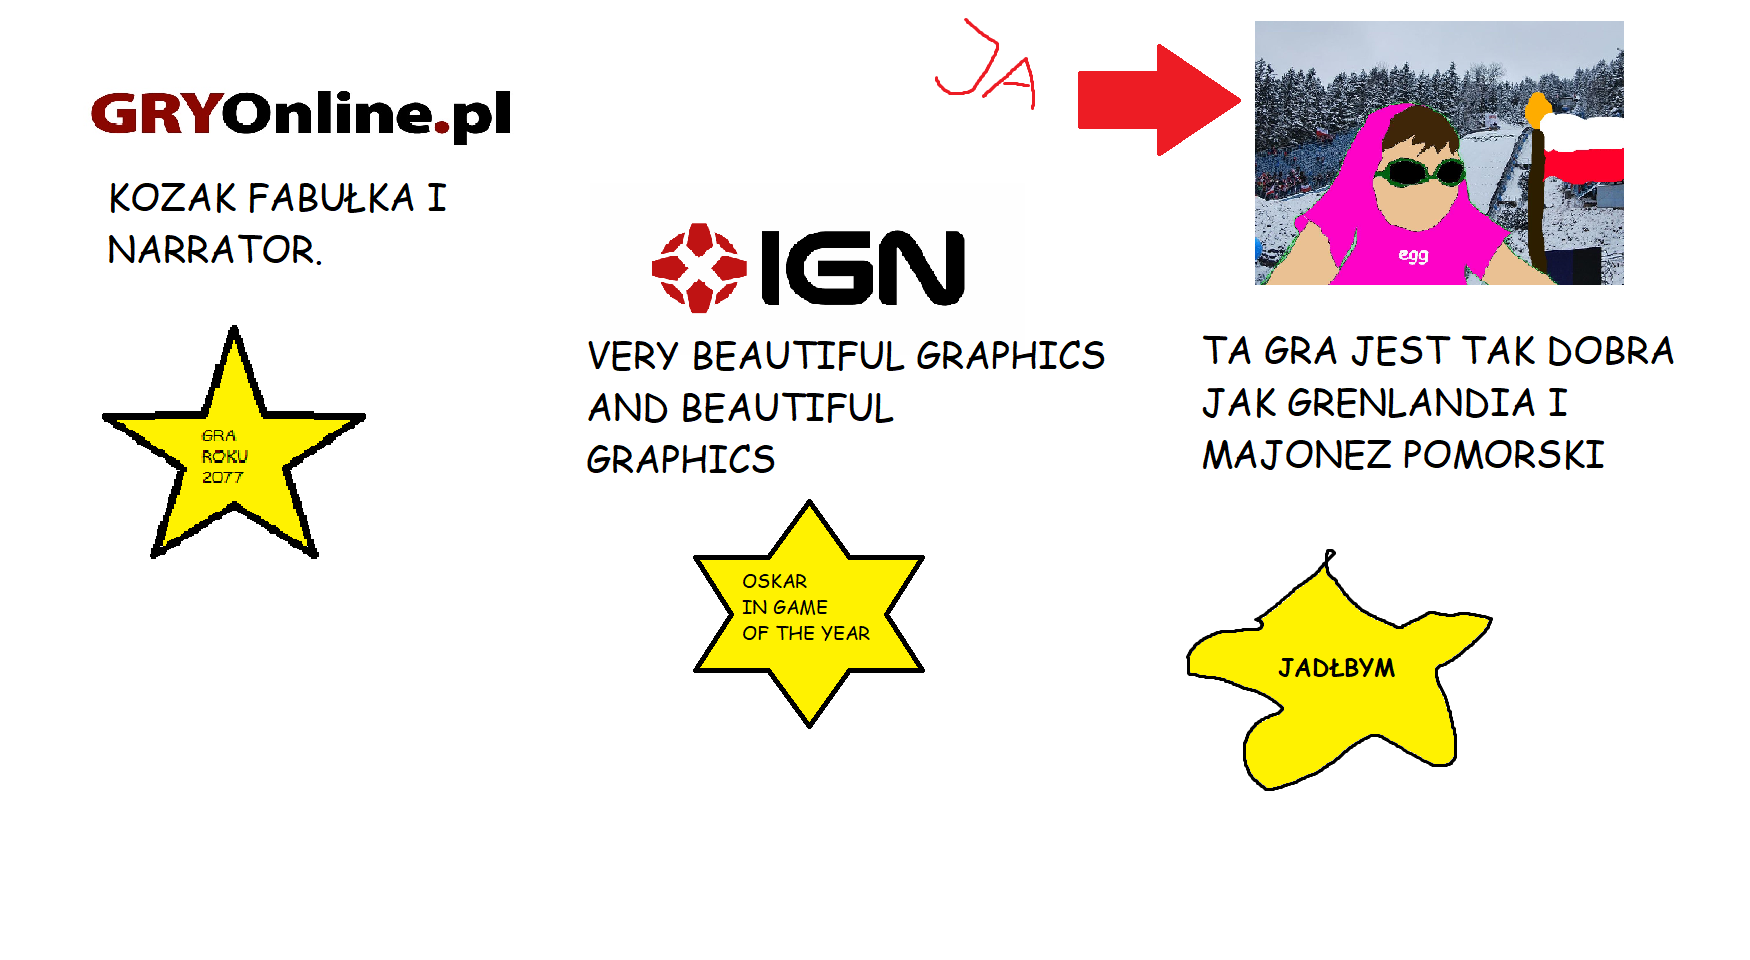 GRYOnline.pl
KOZAK FABUŁKA I
NARRATOR.
GRA
ROKU
2077
IGN
VERY BEAUTIFUL GRAPHICS
AND BEAUTIFUL
GRAPHICS
OSKAR
IN GAME
OF THE YEAR
JA
egg
TA GRA JEST TAK DOBRA
JAK GRENLANDIA I
MAJONEZ POMORSKI
JADŁBYM